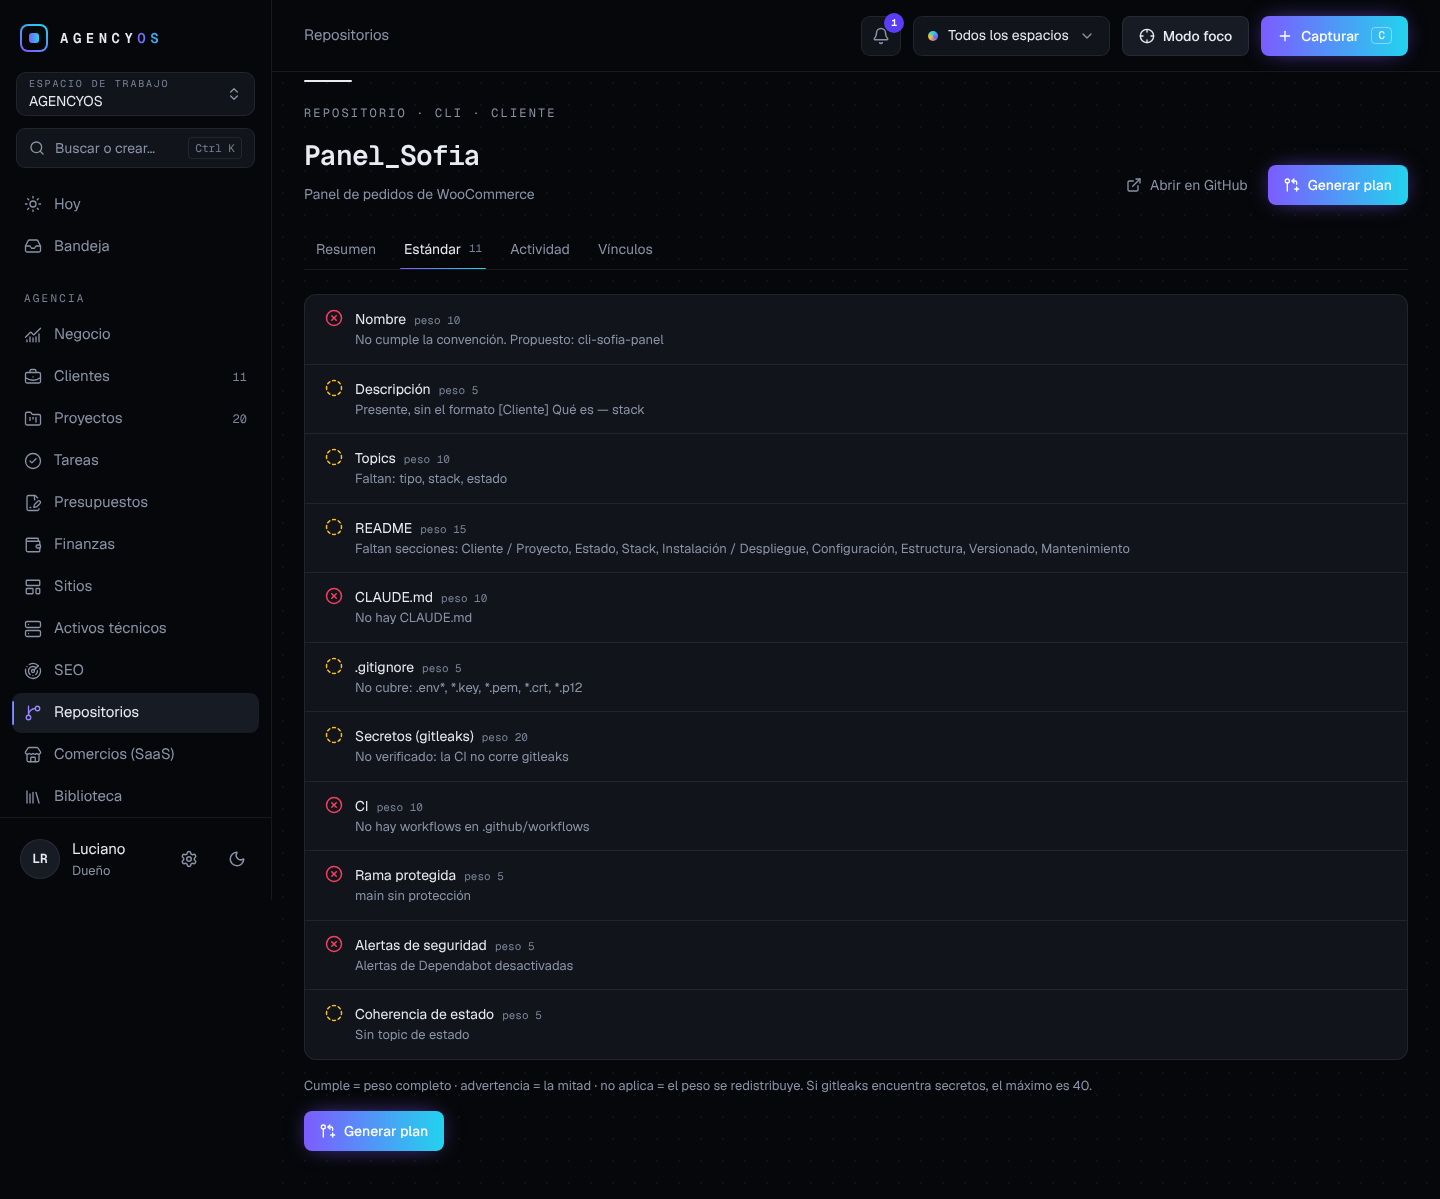 AGENCYOS
ESPACIO DE TRABAJO
AGENCYOS
Buscar o crear... Ctrl K
Hoy
Bandeja
AGENCIA
Negocio
Clientes 11
Proyectos 20
Tareas
Presupuestos
Finanzas
Sitios
Activos técnicos
SEO
Repositorios
Comercios (SaaS)
Biblioteca
LR
Luciano
Dueño
Repositorios
1
Todos los espacios
Modo foco
Capturar C
REPOSITORIO · CLI · CLIENTE
Panel_Sofia
Panel de pedidos de WooCommerce
Abrir en GitHub
Generar plan
Resumen Estándar 11 Actividad Vínculos
Nombre peso 10
No cumple la convención. Propuesto: cli-sofia-panel
Descripción peso 5
Presente, sin el formato [Cliente] Qué es — stack
Topics peso 10
Faltan: tipo, stack, estado
README peso 15
Faltan secciones: Cliente / Proyecto, Estado, Stack, Instalación / Despliegue, Configuración, Estructura, Versionado, Mantenimiento
CLAUDE.md peso 10
No hay CLAUDE.md
.gitignore peso 5
No cubre: .env*, *.key, *.pem, *.crt, *.p12
Secretos (gitleaks) peso 20
No verificado: la CI no corre gitleaks
CI peso 10
No hay workflows en .github/workflows
Rama protegida peso 5
main sin protección
Alertas de seguridad peso 5
Alertas de Dependabot desactivadas
Coherencia de estado peso 5
Sin topic de estado
Cumple = peso completo · advertencia = la mitad · no aplica = el peso se redistribuye. Si gitleaks encuentra secretos, el máximo es 40.
Generar plan